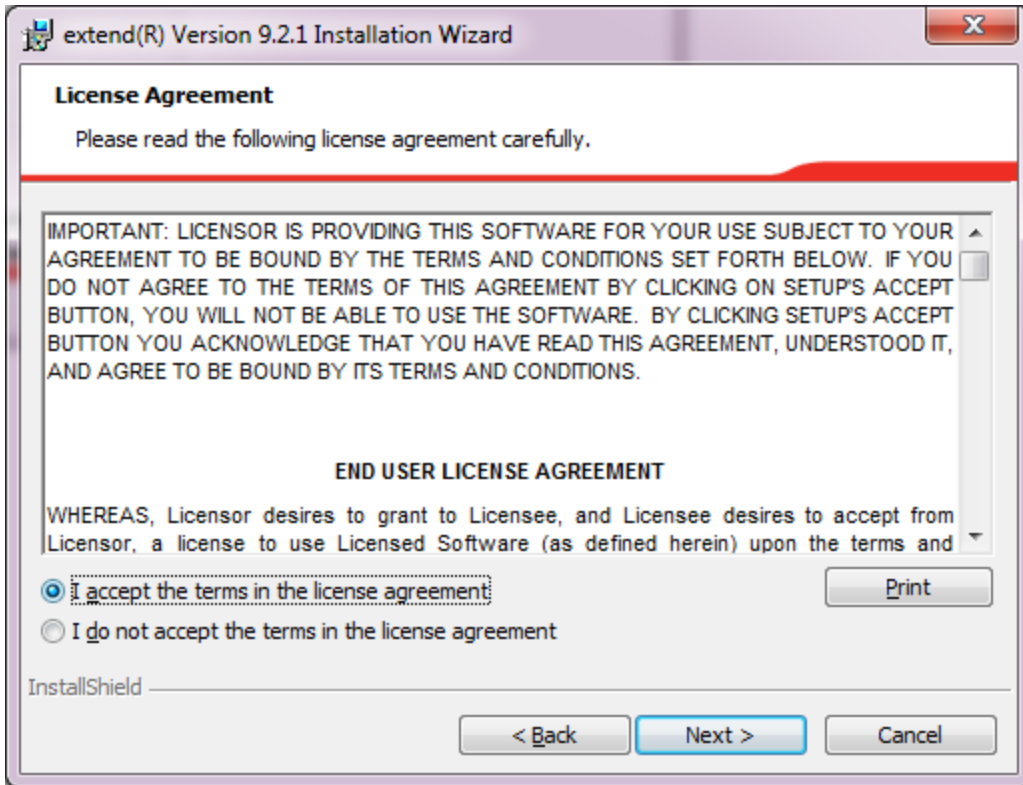 extend(R) Version 9.2.1 Installation Wizard
License Agreement
Please read the following license agreement carefully.
IMPORTANT: LICENSOR IS PROVIDING THIS SOFTWARE FOR YOUR USE SUBJECT TO YOUR
AGREEMENT TO BE BOUND BY THE TERMS AND CONDITIONS SET FORTH BELOW. IF YOU
DO NOT AGREE TO THE TERMS OF THIS AGREEMENT BY CLICKING ON SETUP'S ACCEPT
BUTTON, YOU WILL NOT BE ABLE TO USE THE SOFTWARE. BY CLICKING SETUP'S ACCEPT
BUTTON YOU ACKNOWLEDGE THAT YOU HAVE READ THIS AGREEMENT, UNDERSTOOD IT,
AND AGREE TO BE BOUND BY ITS TERMS AND CONDITIONS.
END USER LICENSE AGREEMENT
WHEREAS, Licensor desires to grant to Licensee, and Licensee desires to accept from
Licensor, a license to use Licensed Software (as defined herein) upon the terms and
I accept the terms in the license agreement
Print
I do not accept the terms in the license agreement
InstallShield
< Back
Next >
Cancel